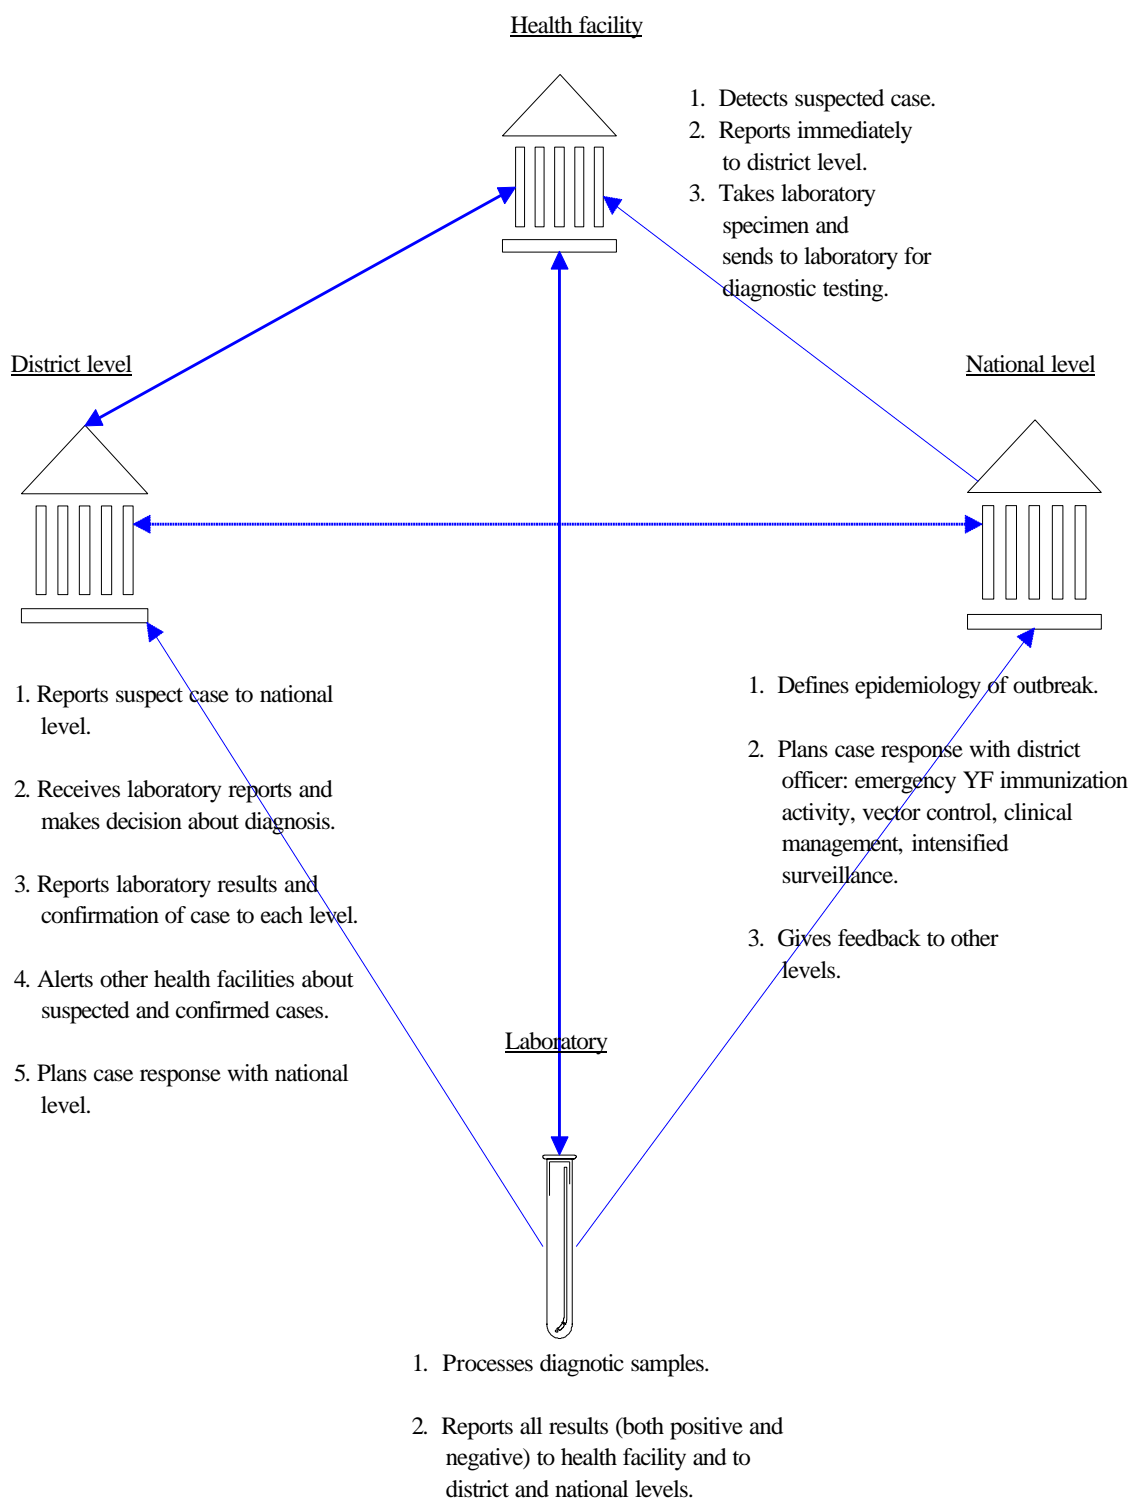 Health facility
1. Detects suspected case.
2. Reports immediately
to district level.
3. Takes laboratory
specimen and
sends to laboratory for
diagnostic testing.
District level
National level
1. Reports suspect case to national
level.
2. Receives laboratory reports and
makes decision about diagnosis.
3. Reports laboratory results and
confirmation of case to each level.
4. Alerts other health facilities about
suspected and confirmed cases.
5. Plans case response with national
level.
1. Defines epidemiology of outbreak.
2. Plans case response with district
officer: emergency YF immunization
activity, vector control, clinical
management, intensified
surveillance.
3. Gives feedback to other
levels.
Laboratory
1. Processes diagnotic samples.
2. Reports all results (both positive and
negative) to health facility and to
district and national levels.